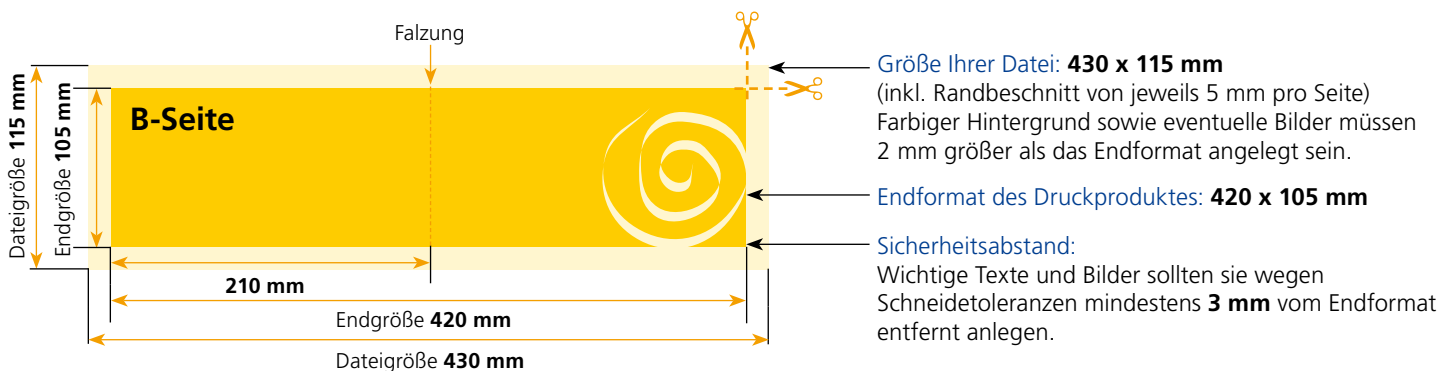 Falzung
Dateigröße 115 mm
Endgröße 105 mm
B-Seite
210 mm
Endgröße 420 mm
Dateigröße 430 mm
Größe Ihrer Datei: 430 x 115 mm
(inkl. Randbeschnitt von jeweils 5 mm pro Seite)
Farbiger Hintergrund sowie eventuelle Bilder müssen
2 mm größer als das Endformat angelegt sein.
Endformat des Druckproduktes: 420 x 105 mm
Sicherheitsabstand:
Wichtige Texte und Bilder sollten sie wegen
Schneidetoleranzen mindestens 3 mm vom Endformat
entfernt anlegen.